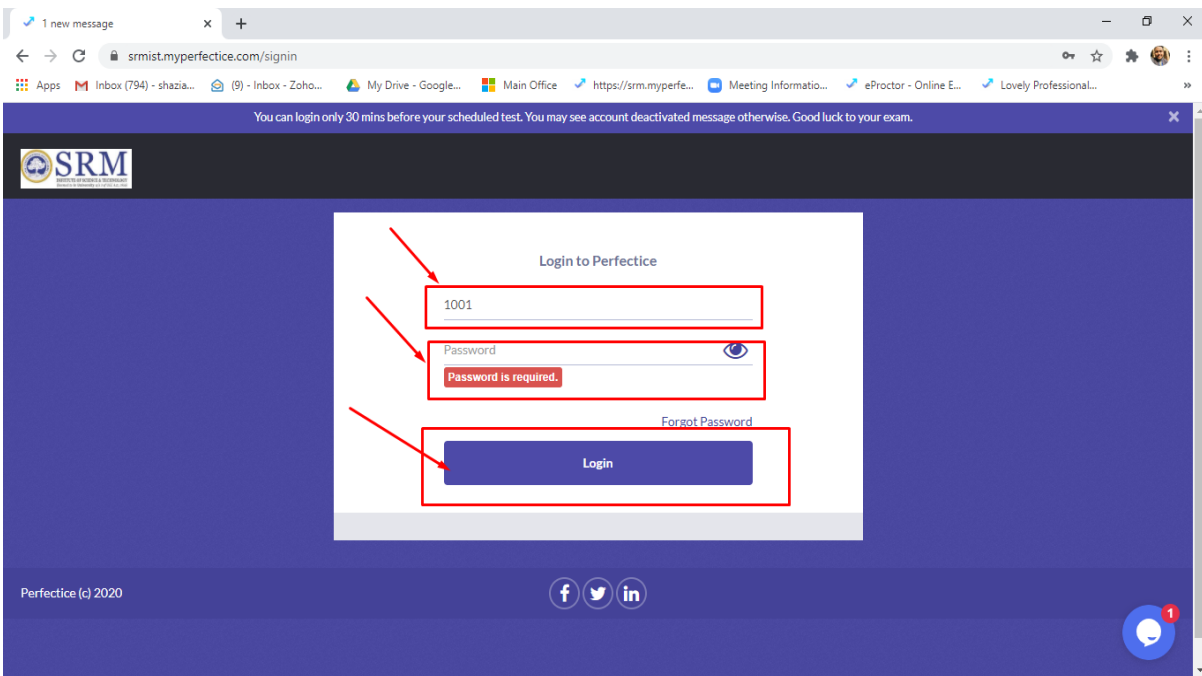 1 new message
srmist.myperfectice.com/signin
Apps
Inbox (794) - shazia...
(9) - Inbox - Zoho...
My Drive - Google...
Main Office
https://srm.myperfe...
Meeting Informatio...
eProctor - Online E...
Lovely Professional...
You can login only 30 mins before your scheduled test. You may see account deactivated message otherwise. Good luck to your exam.
SRM
Login to Perfectice
1001
Password
Password is required.
Forgot Password
Login
Perfectice (c) 2020
1